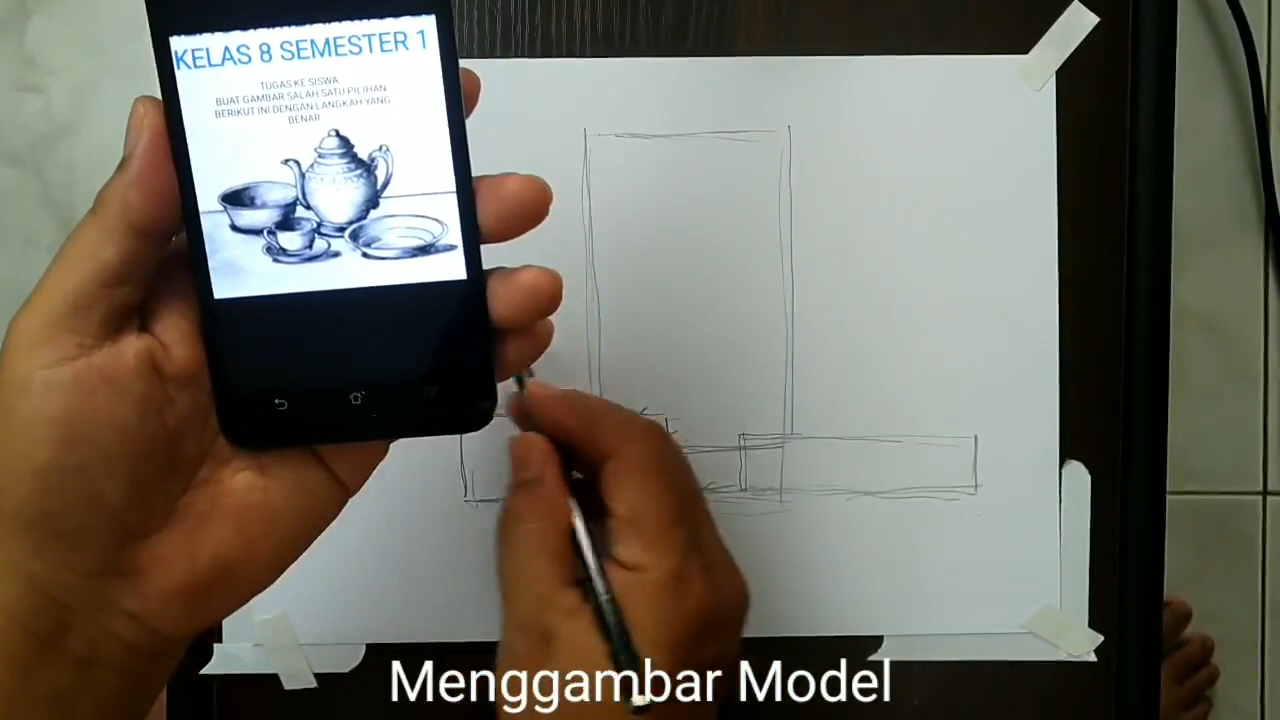 KELAS 8 SEMESTER 1
TUGAS KE SISWA
BUAT GAMBAR SALAH SATU PILIHAN
BERIKUT INI DENGAN LANGKAH YANG
BENAR
Menggambar Model